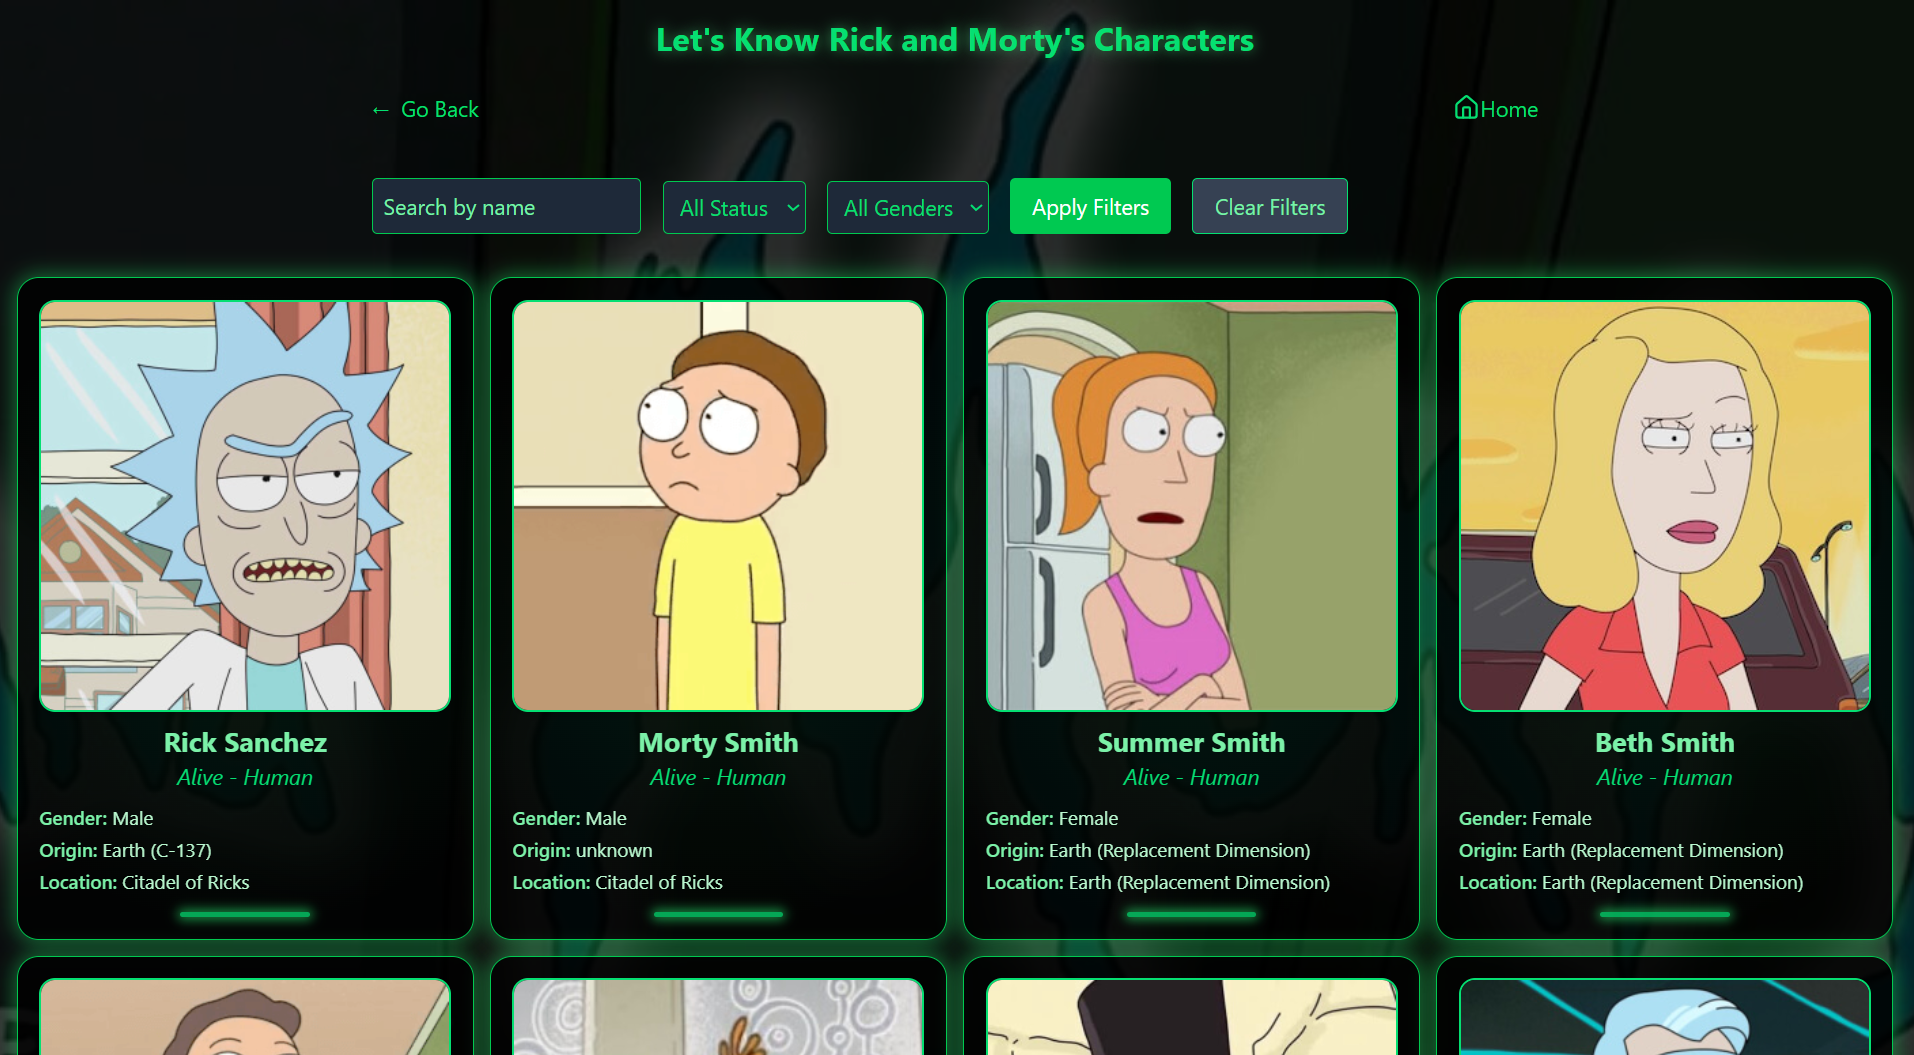 Let's Know Rick and Morty's Characters
← Go Back
Home
Search by name
All Status
All Genders
Apply Filters
Clear Filters
Rick Sanchez
Alive - Human
Gender: Male
Origin: Earth (C-137)
Location: Citadel of Ricks
Morty Smith
Alive - Human
Gender: Male
Origin: unknown
Location: Citadel of Ricks
Summer Smith
Alive - Human
Gender: Female
Origin: Earth (Replacement Dimension)
Location: Earth (Replacement Dimension)
Beth Smith
Alive - Human
Gender: Female
Origin: Earth (Replacement Dimension)
Location: Earth (Replacement Dimension)